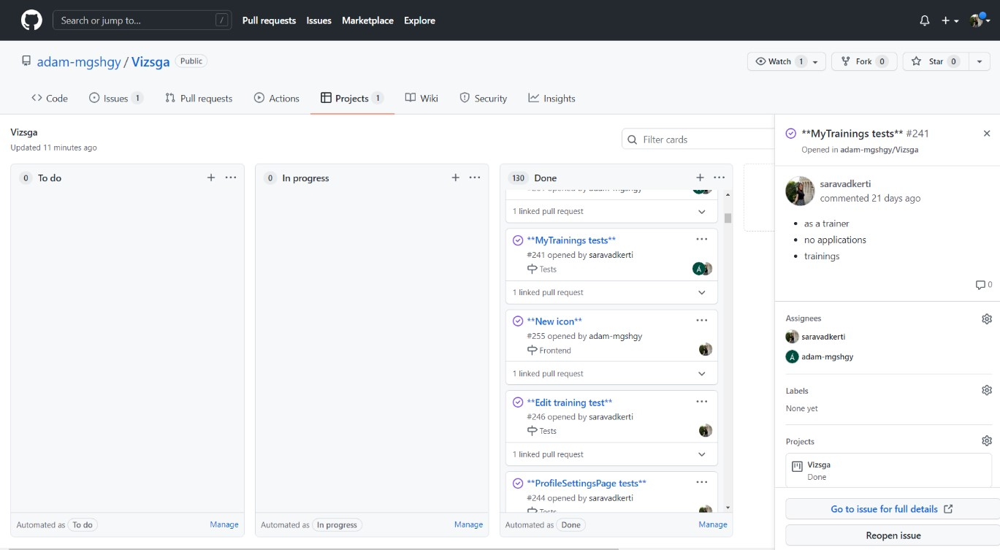 Search or jump to... /
Pull requests Issues Marketplace Explore
adam-mgshgy / Vizsga Public
Watch 1 Fork 0 Star 0
Code Issues 1 Pull requests Actions Projects 1 Wiki Security Insights
Vizsga
Updated 11 minutes ago
Filter cards
0 To do
Automated as To do Manage
0 In progress
Automated as In progress Manage
130 Done
1 linked pull request
**MyTrainings tests**
#241 opened by saravadkerti
Tests
Á
1 linked pull request
**New icon**
#255 opened by adam-mgshgy
Frontend
1 linked pull request
**Edit training test**
#246 opened by saravadkerti
Tests
1 linked pull request
**ProfileSettingsPage tests**
#244 opened by saravadkerti
Tests
Automated as Done Manage
**MyTrainings tests** #241
Opened in adam-mgshgy/Vizsga
saravadkerti
commented 21 days ago
as a trainer
no applications
trainings
0
Assignees
saravadkerti
Á adam-mgshgy
Labels
None yet
Projects
Vizsga
Done
Go to issue for full details
Reopen issue